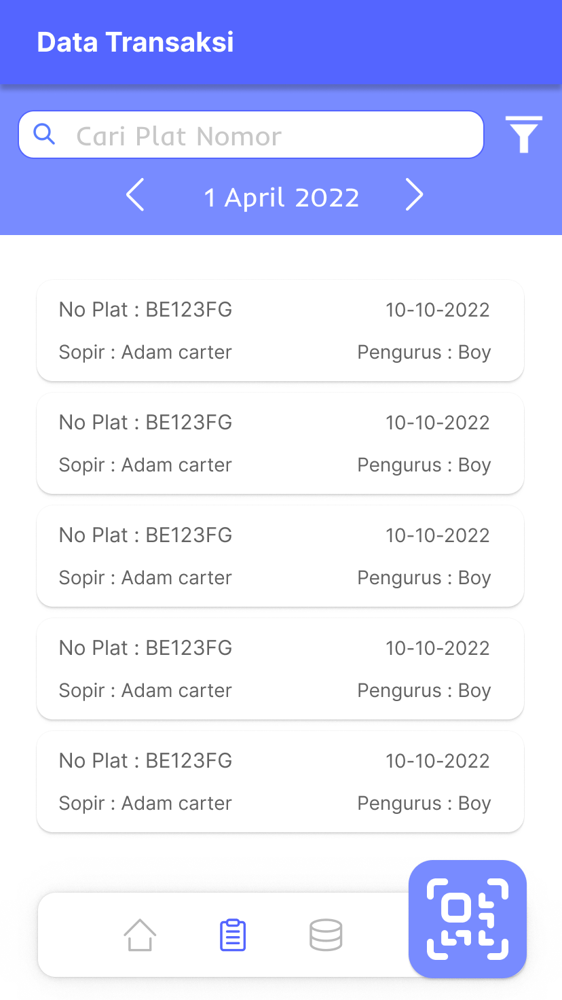 Data Transaksi
Cari Plat Nomor
1 April 2022
No Plat : BE123FG 10-10-2022
Sopir : Adam carter Pengurus : Boy
No Plat : BE123FG 10-10-2022
Sopir : Adam carter Pengurus : Boy
No Plat : BE123FG 10-10-2022
Sopir : Adam carter Pengurus : Boy
No Plat : BE123FG 10-10-2022
Sopir : Adam carter Pengurus : Boy
No Plat : BE123FG 10-10-2022
Sopir : Adam carter Pengurus : Boy